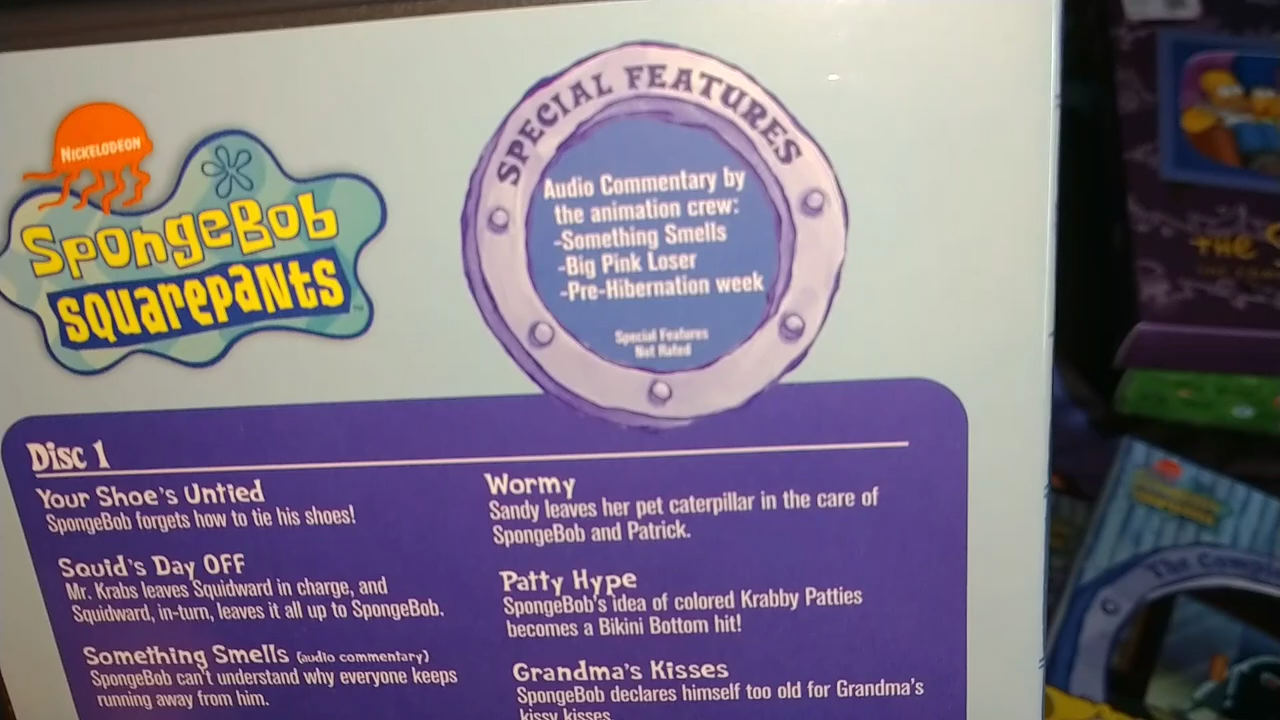 NICKELODEON
SPONGEBOB
SQUAREPANTS
SPECIAL FEATURES
Audio Commentary by
the animation crew:
-Something Smells
-Big Pink Loser
-Pre-Hibernation week
Special Features
Not Rated
Disc 1
Your Shoe's Untied
SpongeBob forgets how to tie his shoes!
Squid's Day OFF
Mr. Krabs leaves Squidward in charge, and
Squidward, in-turn, leaves it all up to SpongeBob.
Something Smells (audio commentary)
SpongeBob can't understand why everyone keeps
running away from him.
Wormy
Sandy leaves her pet caterpillar in the care of
SpongeBob and Patrick.
Patty Hype
SpongeBob's idea of colored Krabby Patties
becomes a Bikini Bottom hit!
Grandma's Kisses
SpongeBob declares himself too old for Grandma's
kissy kisses.
THE
The